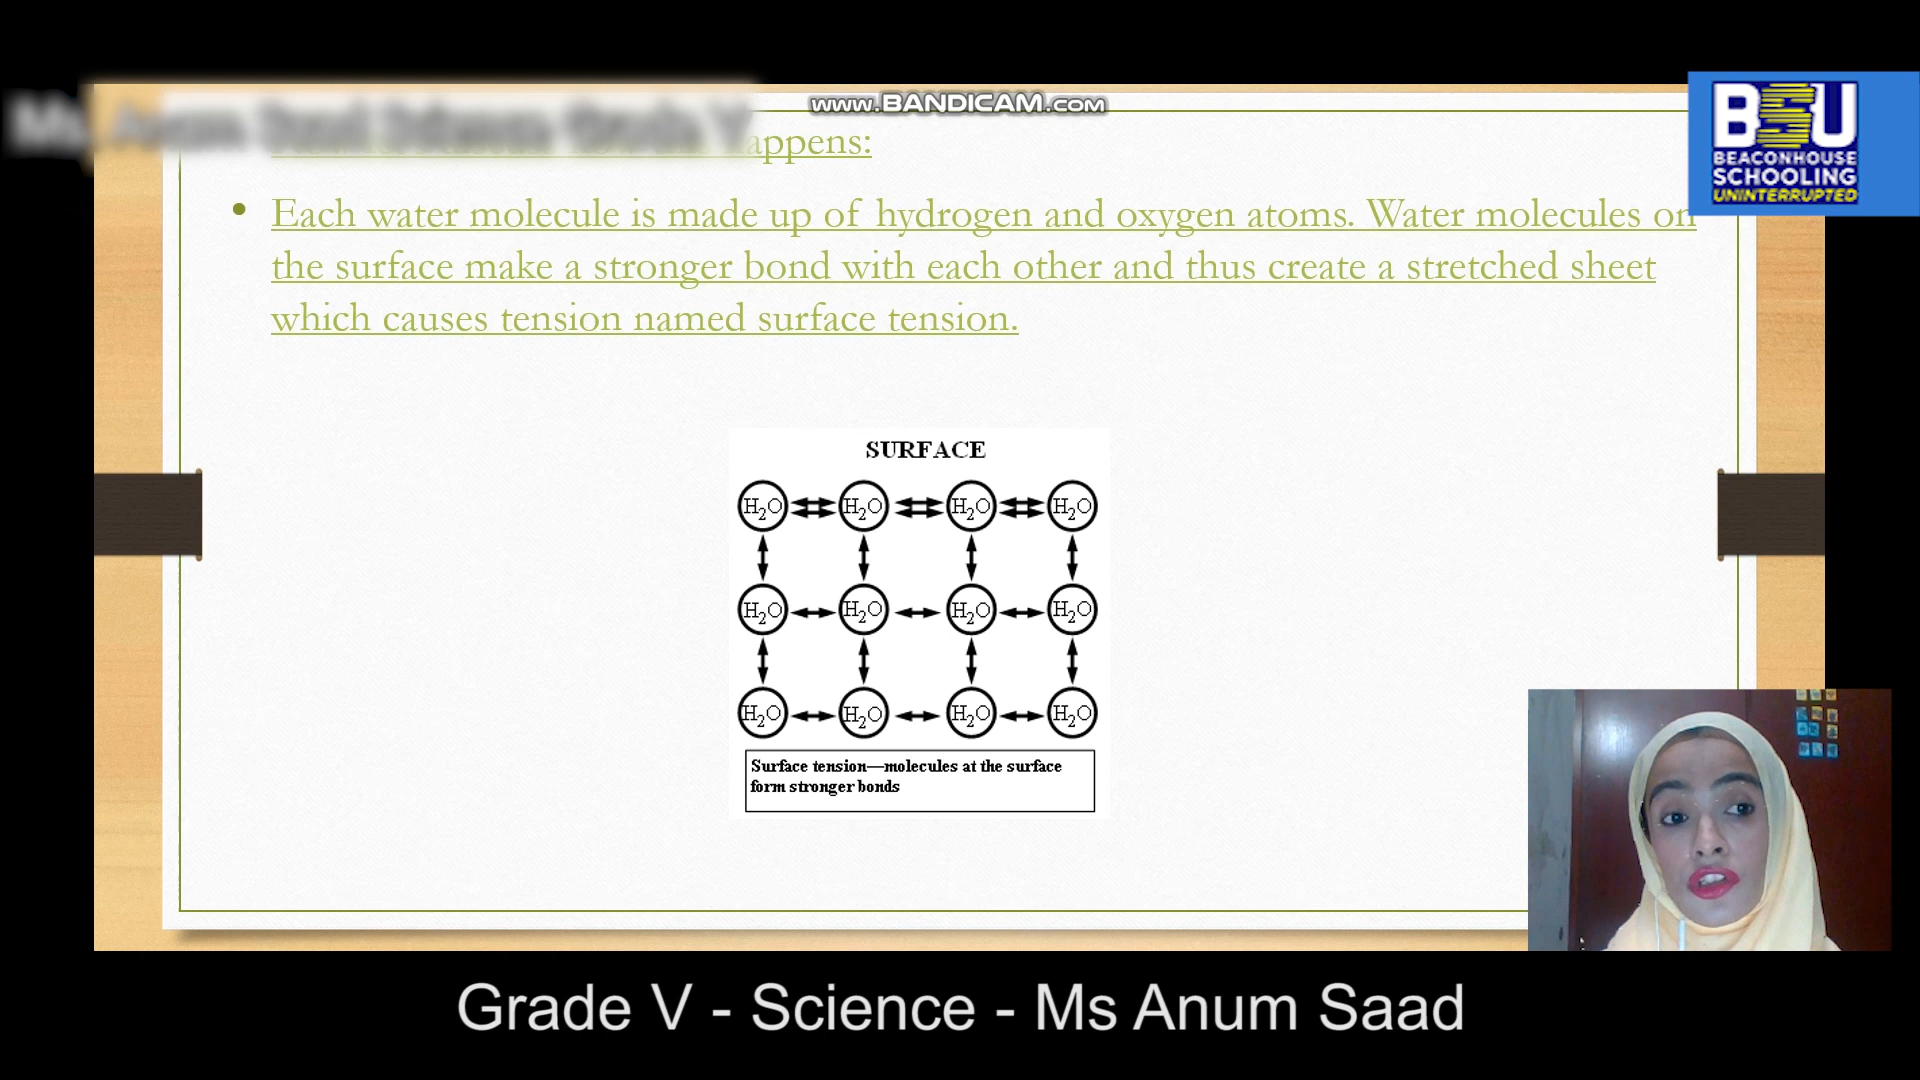 www.BANDICAM.com
BSU
BEACONHOUSE
SCHOOLING
UNINTERRUPTED
appens:
• Each water molecule is made up of hydrogen and oxygen atoms. Water molecules on
the surface make a stronger bond with each other and thus create a stretched sheet
which causes tension named surface tension.
SURFACE
H₂O H₂O H₂O H₂O
H₂O H₂O H₂O H₂O
H₂O H₂O H₂O H₂O
Surface tension—molecules at the surface
form stronger bonds
Grade V - Science - Ms Anum Saad